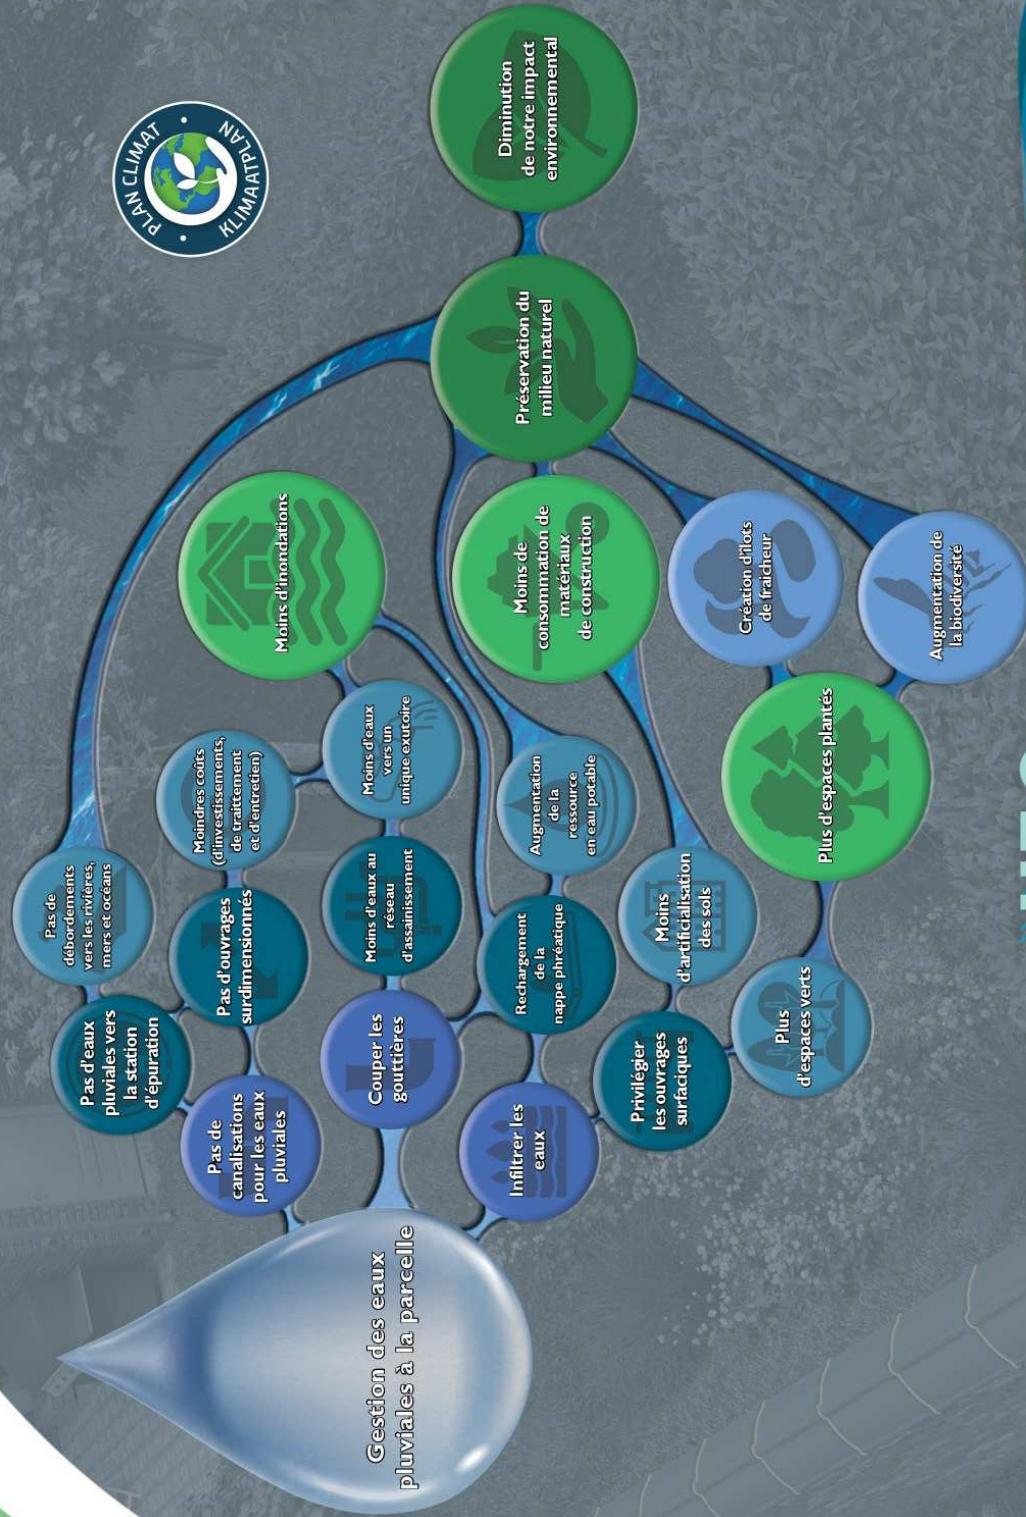 PLAN CLIMAT
KLIMAATPLAN
Gestion des eaux
pluviales à la parcelle
Pas de
canalisations
pour les eaux
pluviales
Pas d'eaux
pluviales vers
la station
d'épuration
Pas de
débordements
vers les rivières,
mers et océans
Pas d'ouvrages
surdimensionnés
Moindres coûts
(d'investissements,
de traittement
et d'entretien)
Couper les
gouttières
Moins d'eaux au
réseau
d'assainissement
Moins d'eaux
vers un
unique exutoire
Moins d'inondations
Infiltrer les
eaux
Rechargement
de la
nappe phréatique
Augmentation
de la
ressource
en eau potable
Privilégier
les ouvrages
surfaciques
Moins
d'artificialisation
des sols
Moins de
consommation de
matériaux
de construction
Plus
d'espaces verts
Plus d'espaces plantés
Création d'îlots
de fraicheur
Augmentation de
la biodiversité
Préservation du
milieu naturel
Diminution
de notre impact
environnemental